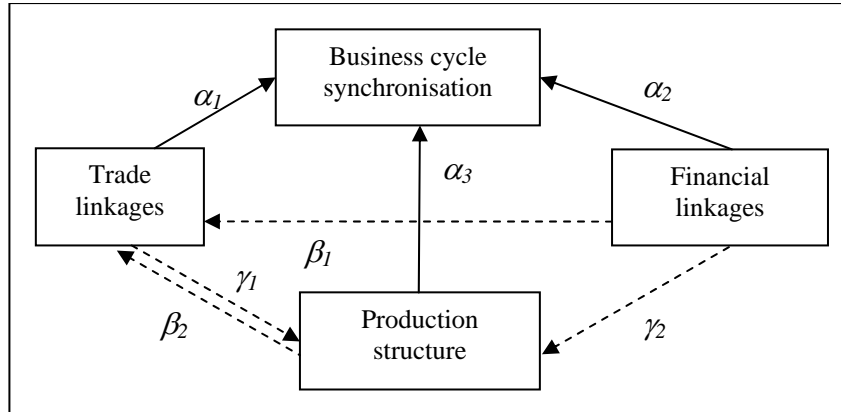 Business cycle
synchronisation
α1
α2
Trade
linkages
α3
Financial
linkages
β1
γ1
β2
Production
structure
γ2